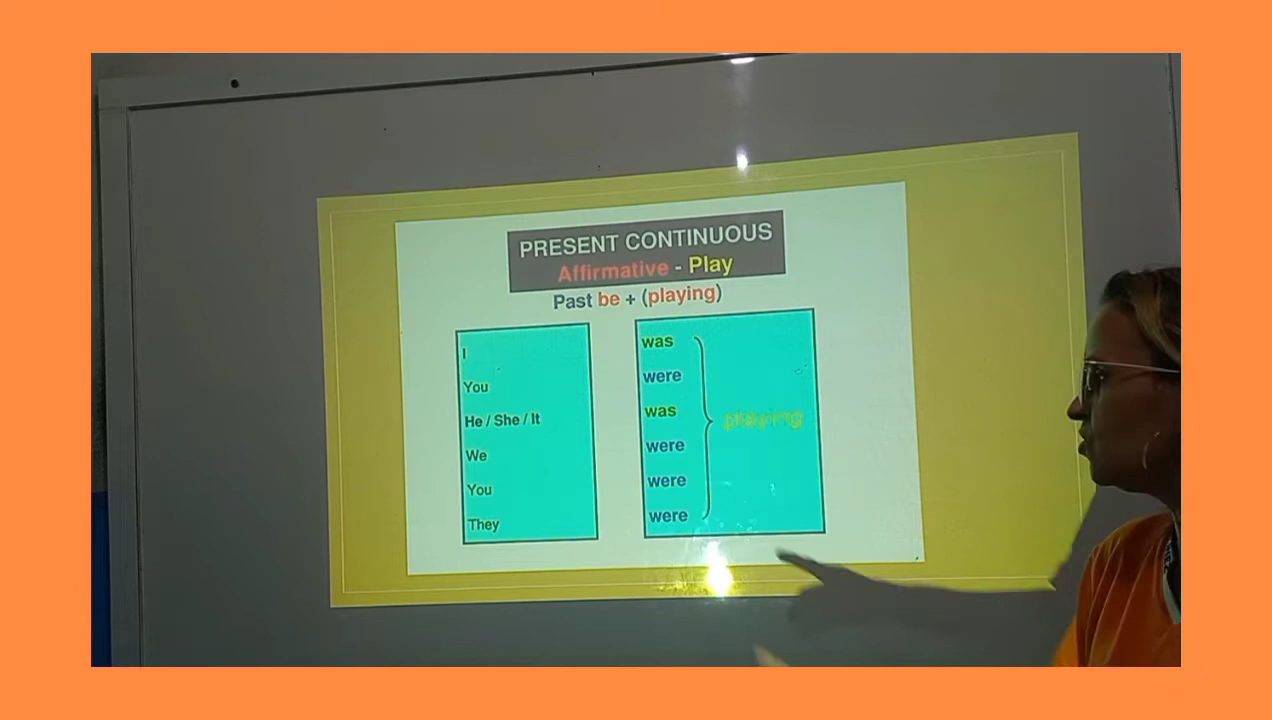 PRESENT CONTINUOUS
Affirmative - Play
Past be + (playing)
I
You
He / She / It
We
You
They
was
were
was
were
were
were
playing